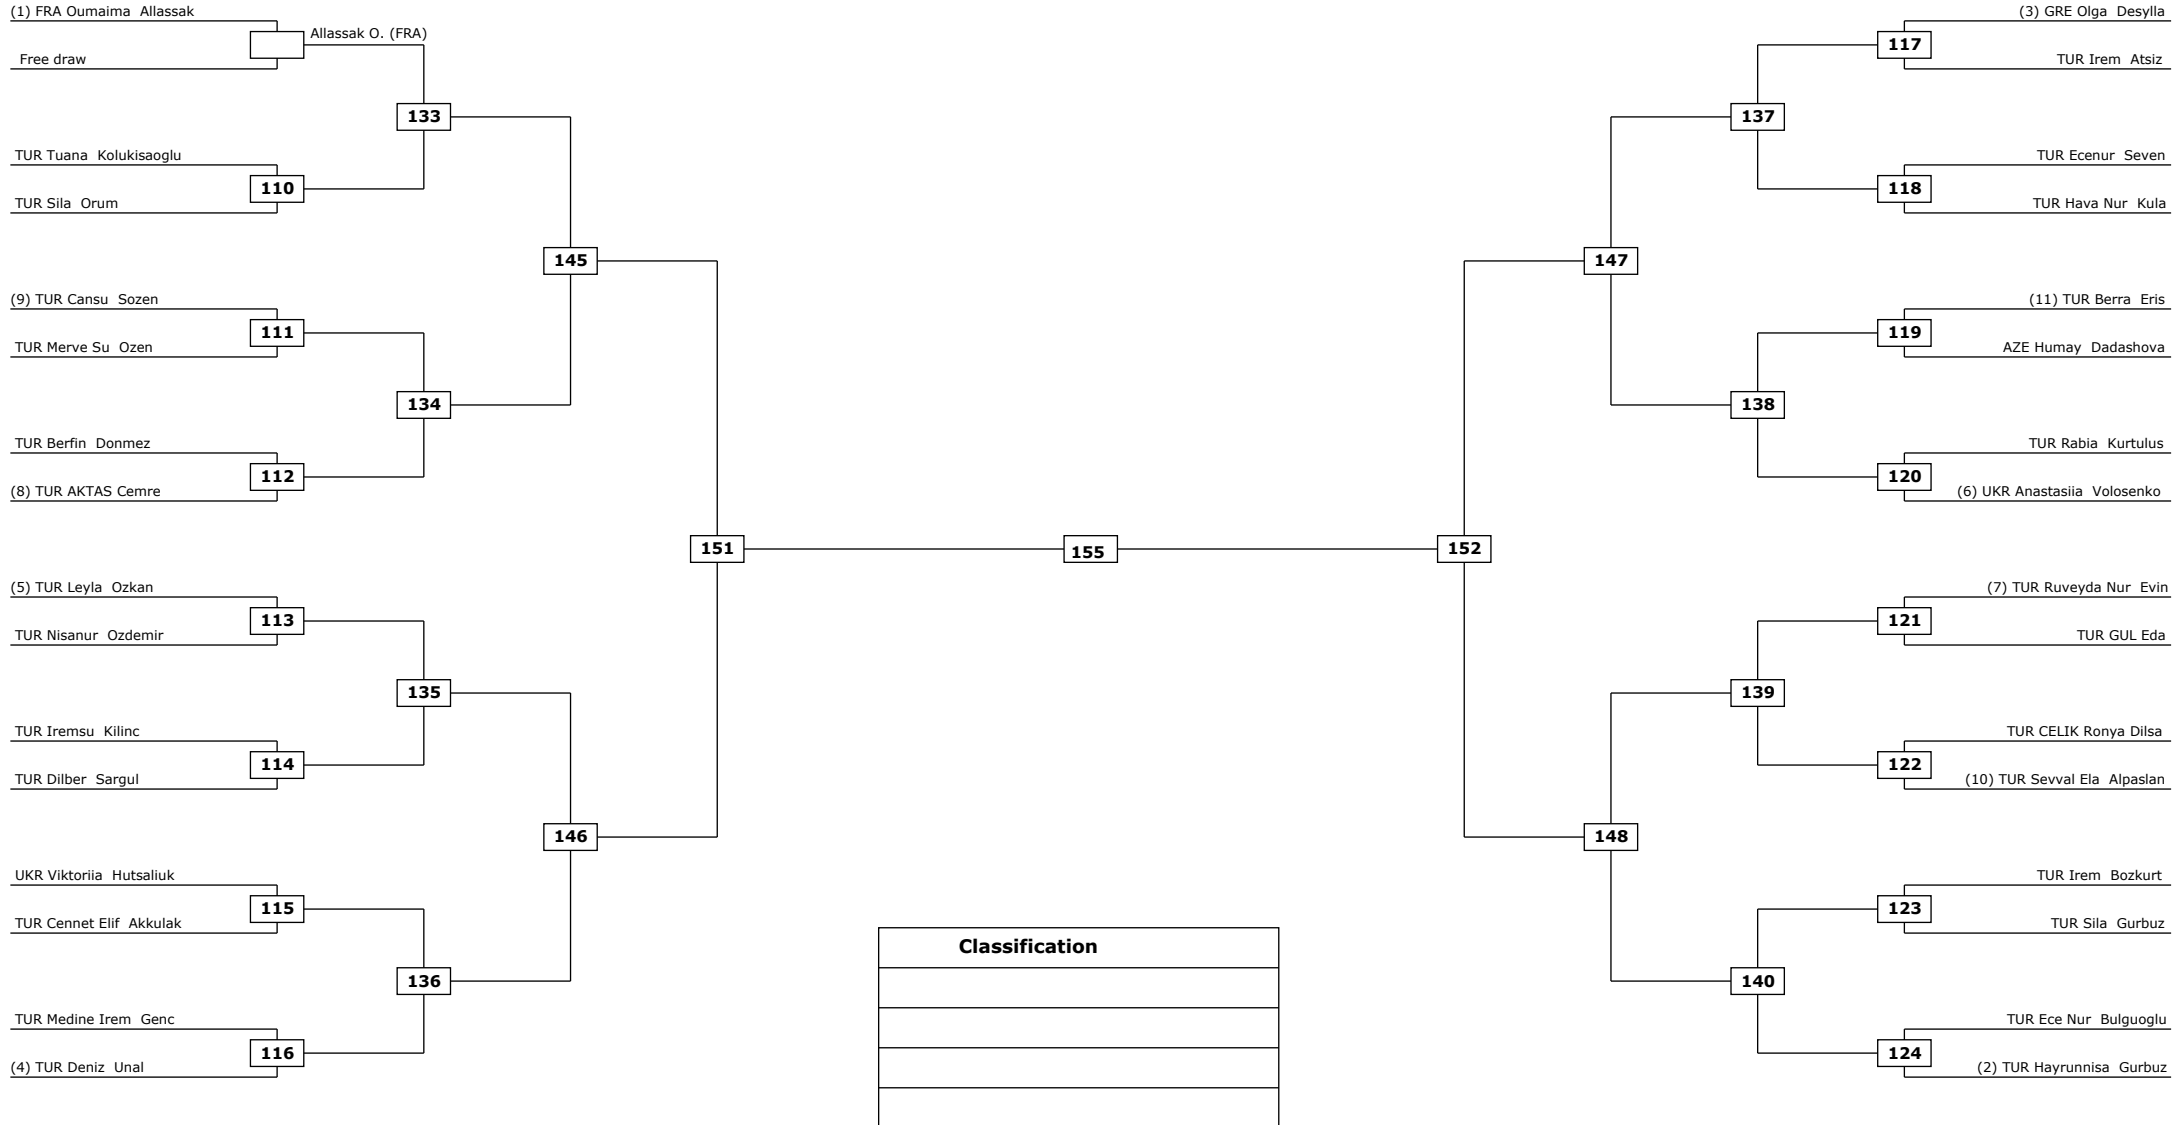 (1) FRA Oumaima Allassak
Allassak O. (FRA)
Free draw
133
TUR Tuana Kolukisaoglu
110
TUR Sila Orum
145
(9) TUR Cansu Sozen
111
TUR Merve Su Ozen
134
TUR Berfin Donmez
112
(8) TUR AKTAS Cemre
151
(5) TUR Leyla Ozkan
113
TUR Nisanur Ozdemir
135
TUR Iremsu Kilinc
114
TUR Dilber Sargul
146
UKR Viktoriia Hutsaliuk
115
TUR Cennet Elif Akkulak
136
TUR Medine Irem Genc
116
(4) TUR Deniz Unal
155
(3) GRE Olga Desylla
117
TUR Irem Atsiz
137
TUR Ecenur Seven
118
TUR Hava Nur Kula
147
(11) TUR Berra Eris
119
AZE Humay Dadashova
138
TUR Rabia Kurtulus
120
(6) UKR Anastasiia Volosenko
152
(7) TUR Ruveyda Nur Evin
121
TUR GUL Eda
139
TUR CELIK Ronya Dilsa
122
(10) TUR Sevval Ela Alpaslan
148
TUR Irem Bozkurt
123
TUR Sila Gurbuz
140
TUR Ece Nur Bulguoglu
124
(2) TUR Hayrunnisa Gurbuz
Classification